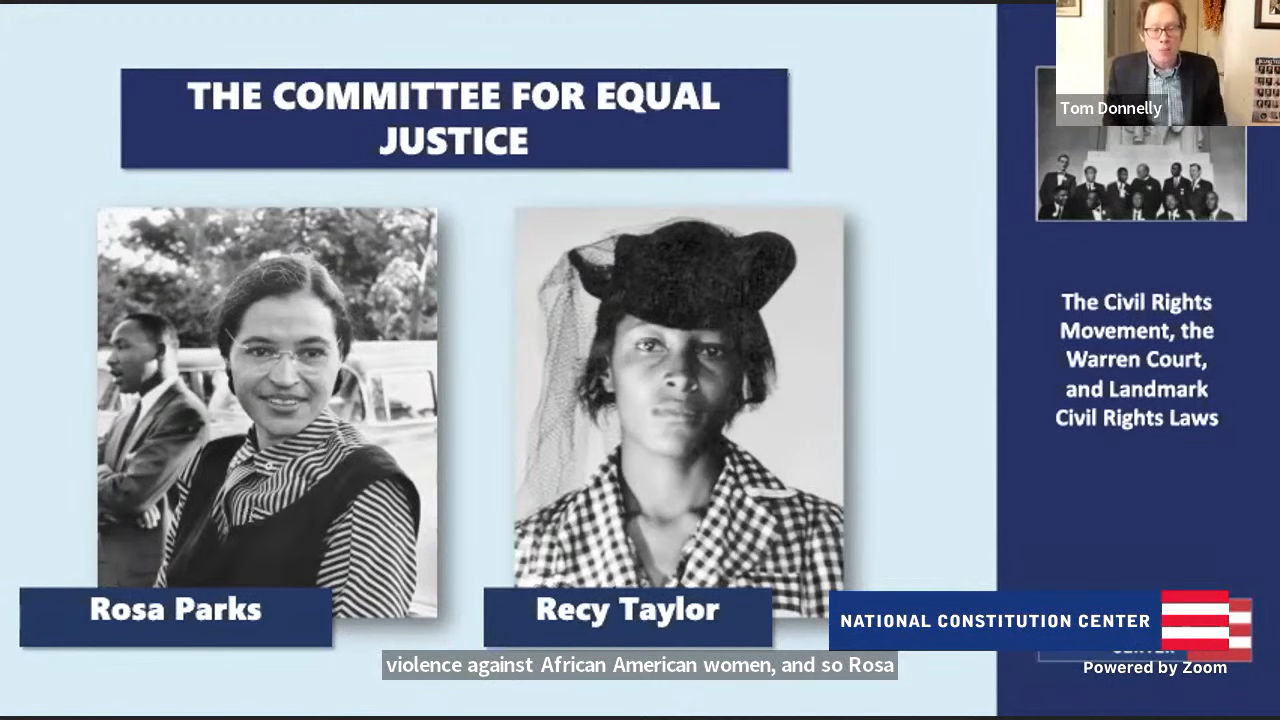 THE COMMITTEE FOR EQUAL
JUSTICE
Tom Donnelly
The Civil Rights
Movement, the
Warren Court,
and Landmark
Civil Rights Laws
Rosa Parks
Recy Taylor
NATIONAL CONSTITUTION CENTER
violence against African American women, and so Rosa
Powered by Zoom